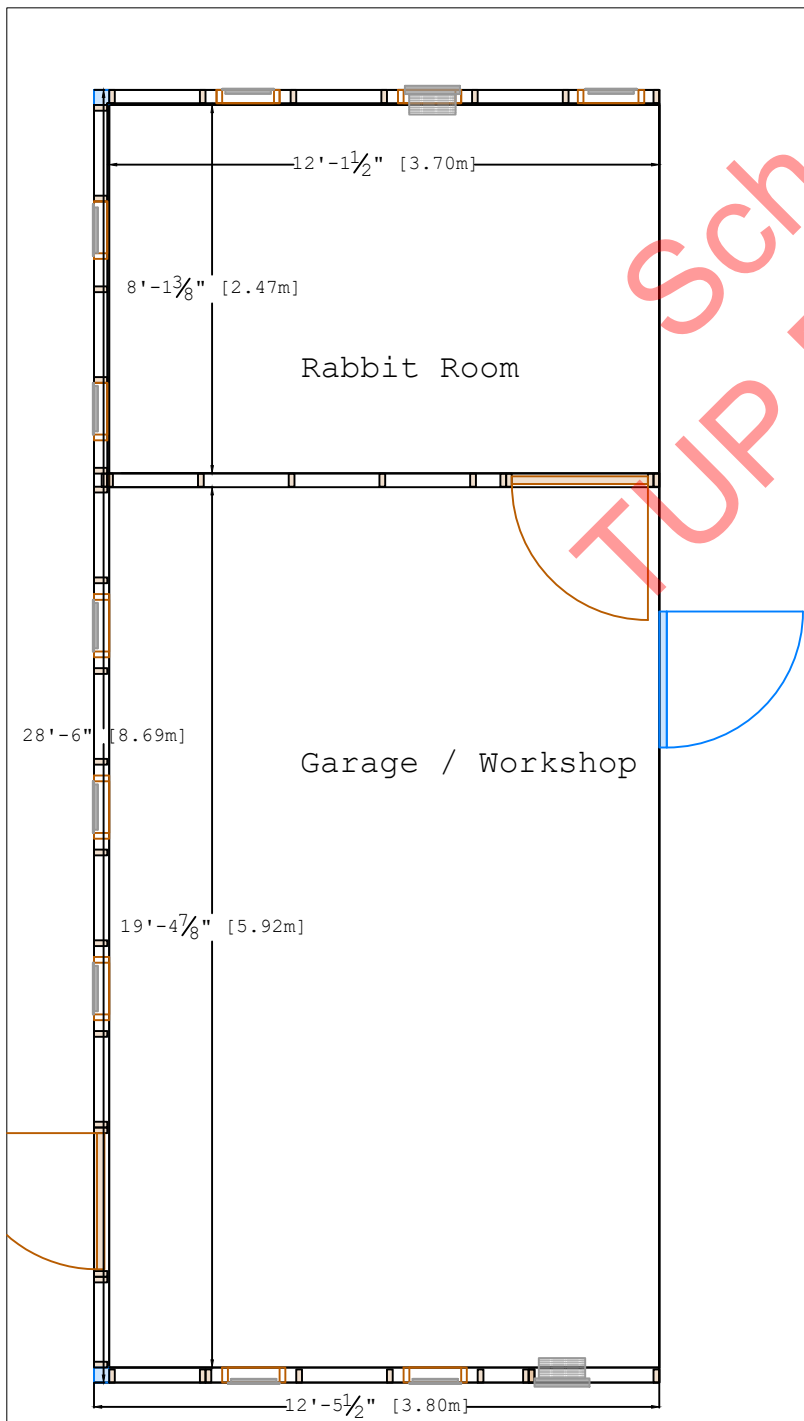 12'-1½" [3.70m]
8'-1⅜" [2.47m]
Rabbit Room
Sch
TUP
28'-6" [8.69m]
Garage / Workshop
19'-4⅞" [5.92m]
12'-5½" [3.80m]